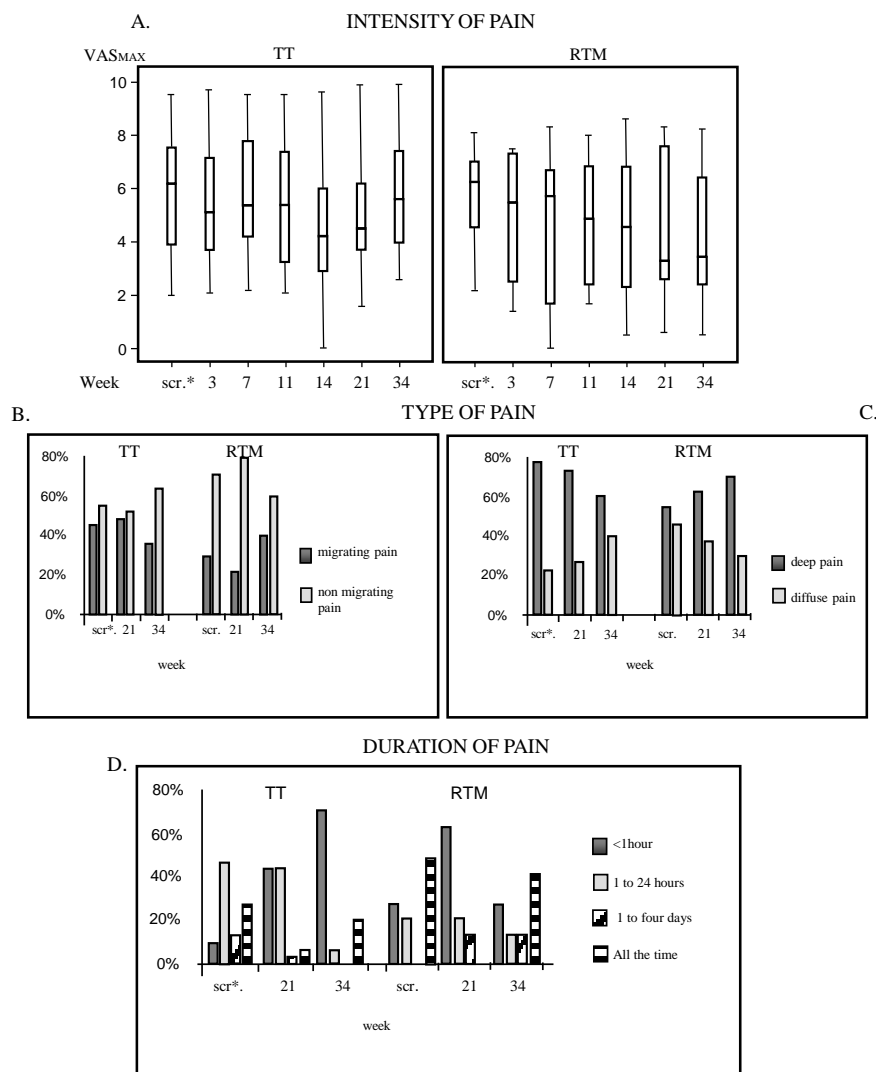 A.
INTENSITY OF PAIN
VASMAX
TT
RTM
10
8
6
4
2
0
Week scr.* 3 7 11 14 21 34
scr*. 3 7 11 14 21 34
B.
TYPE OF PAIN
C.
TT
RTM
80%
60%
40%
20%
0%
migrating pain
non migrating
pain
scr*. 21 34 scr. 21 34
week
TT
RTM
80%
60%
40%
20%
0%
deep pain
diffuse pain
scr*. 21 34 scr. 21 34
week
DURATION OF PAIN
D.
TT
RTM
80%
60%
40%
20%
0%
<1hour
1 to 24 hours
1 to four days
All the time
scr*. 21 34 scr. 21 34
week